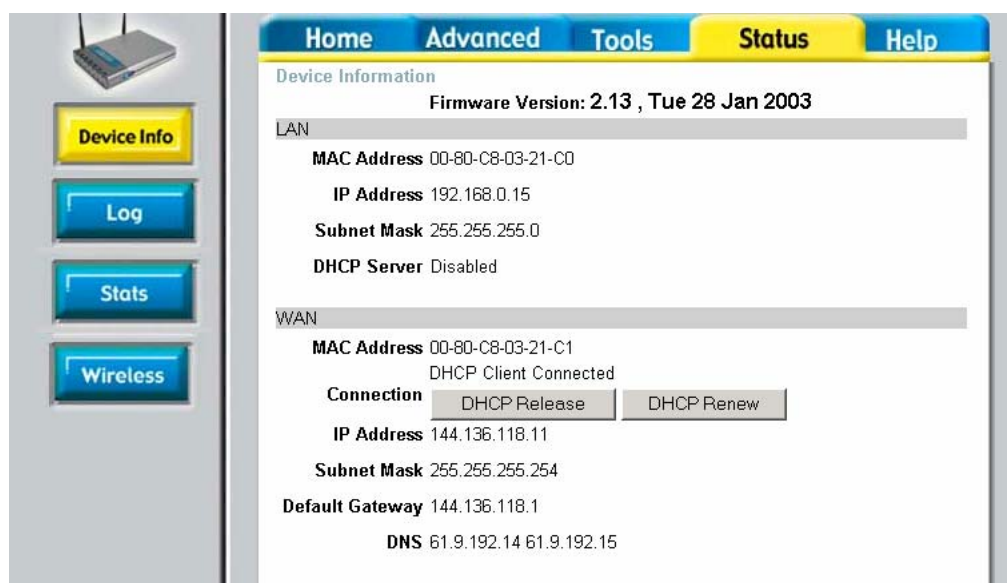 Home Advanced Tools Status Help
Device Info
Log
Stats
Wireless
Device Information
Firmware Version: 2.13 , Tue 28 Jan 2003
LAN
MAC Address 00-80-C8-03-21-C0
IP Address 192.168.0.15
Subnet Mask 255.255.255.0
DHCP Server Disabled
WAN
MAC Address 00-80-C8-03-21-C1
DHCP Client Connected
Connection DHCP Release DHCP Renew
IP Address 144.136.118.11
Subnet Mask 255.255.255.254
Default Gateway 144.136.118.1
DNS 61.9.192.14 61.9.192.15